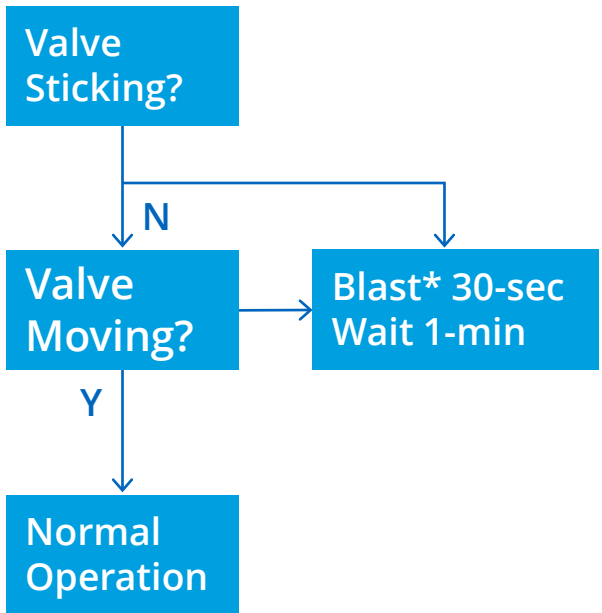 Valve
Sticking?
N
Valve
Moving?
Blast* 30-sec
Wait 1-min
Y
Normal
Operation